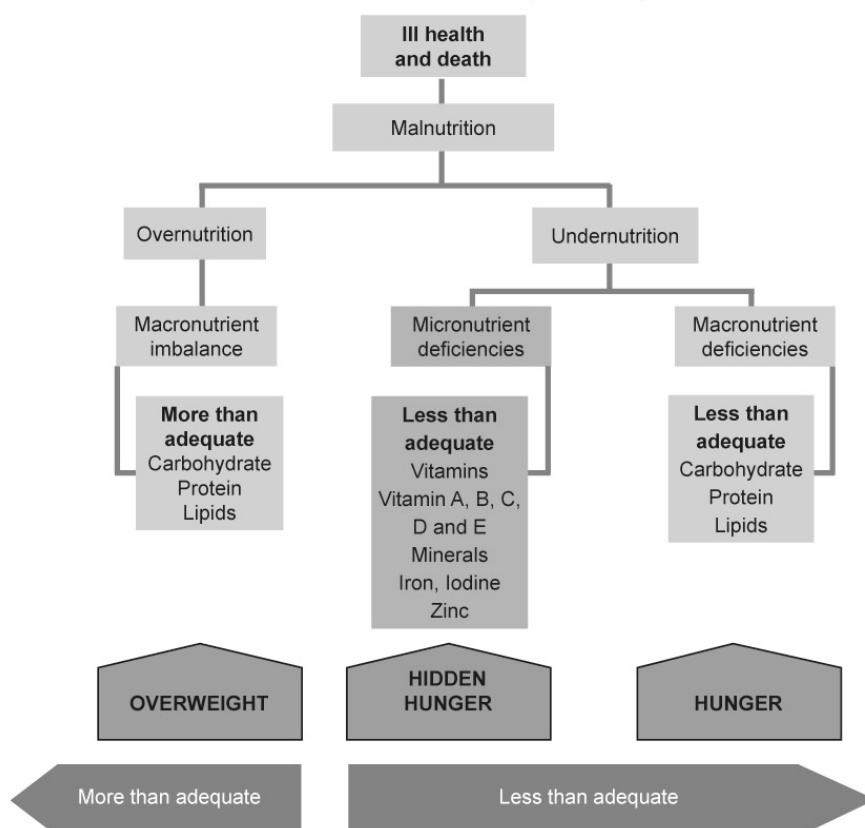 Ill health
and death
Malnutrition
Overnutrition
Undernutrition
Macronutrient
imbalance
Micronutrient
deficiencies
Macronutrient
deficiencies
More than
adequate
Carbohydrate
Protein
Lipids
Less than
adequate
Vitamins
Vitamin A, B, C,
D and E
Minerals
Iron, Iodine
Zinc
Less than
adequate
Carbohydrate
Protein
Lipids
OVERWEIGHT
HIDDEN
HUNGER
HUNGER
More than adequate
Less than adequate